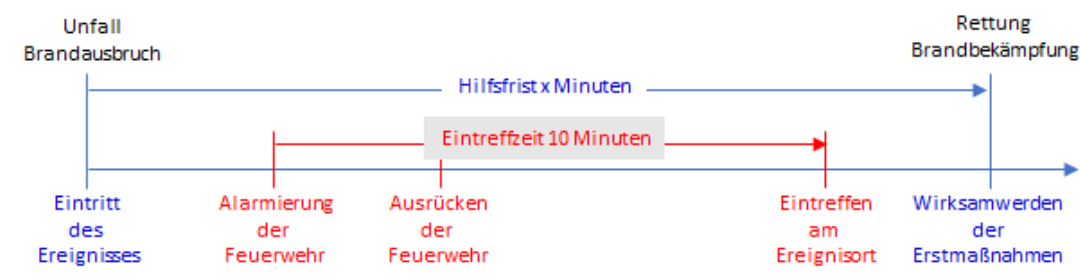 Unfall
Brandausbruch
Rettung
Brandbekämpfung
Hilfsfrist x Minuten
Eintreffzeit 10 Minuten
Eintritt
des
Ereignisses
Alarmierung
der
Feuerwehr
Ausrücken
der
Feuerwehr
Eintreffen
am
Ereignisort
Wirksamwerden
der
Erstmaßnahmen